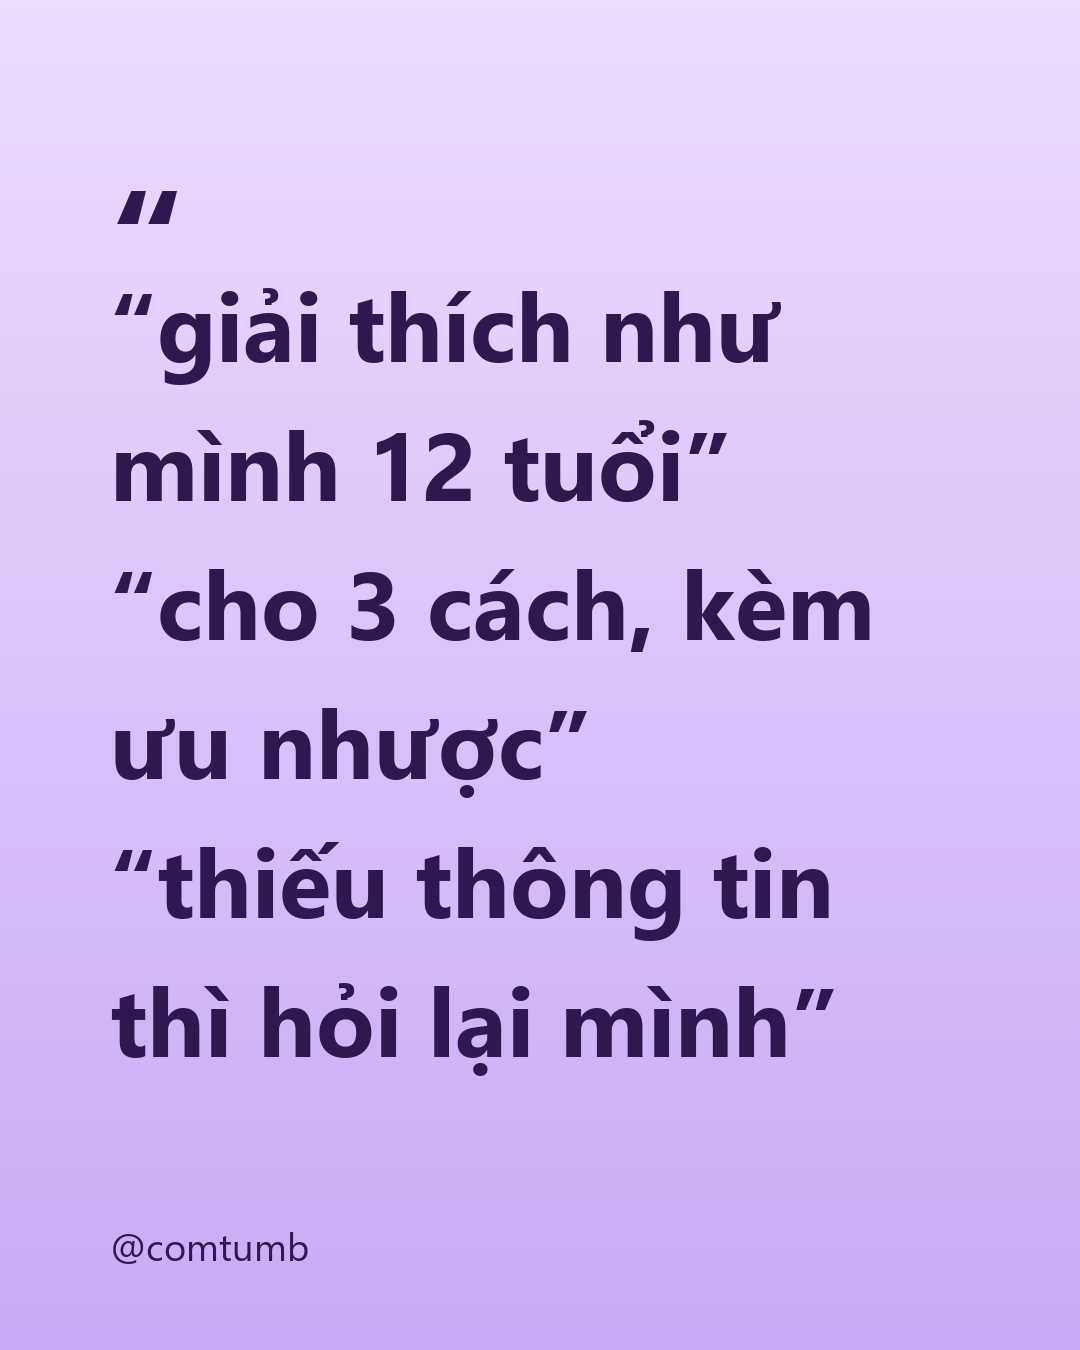 “
“giải thích như
mình 12 tuổi”
“cho 3 cách, kèm
ưu nhược”
“thiếu thông tin
thì hỏi lại mình”
@comtumb